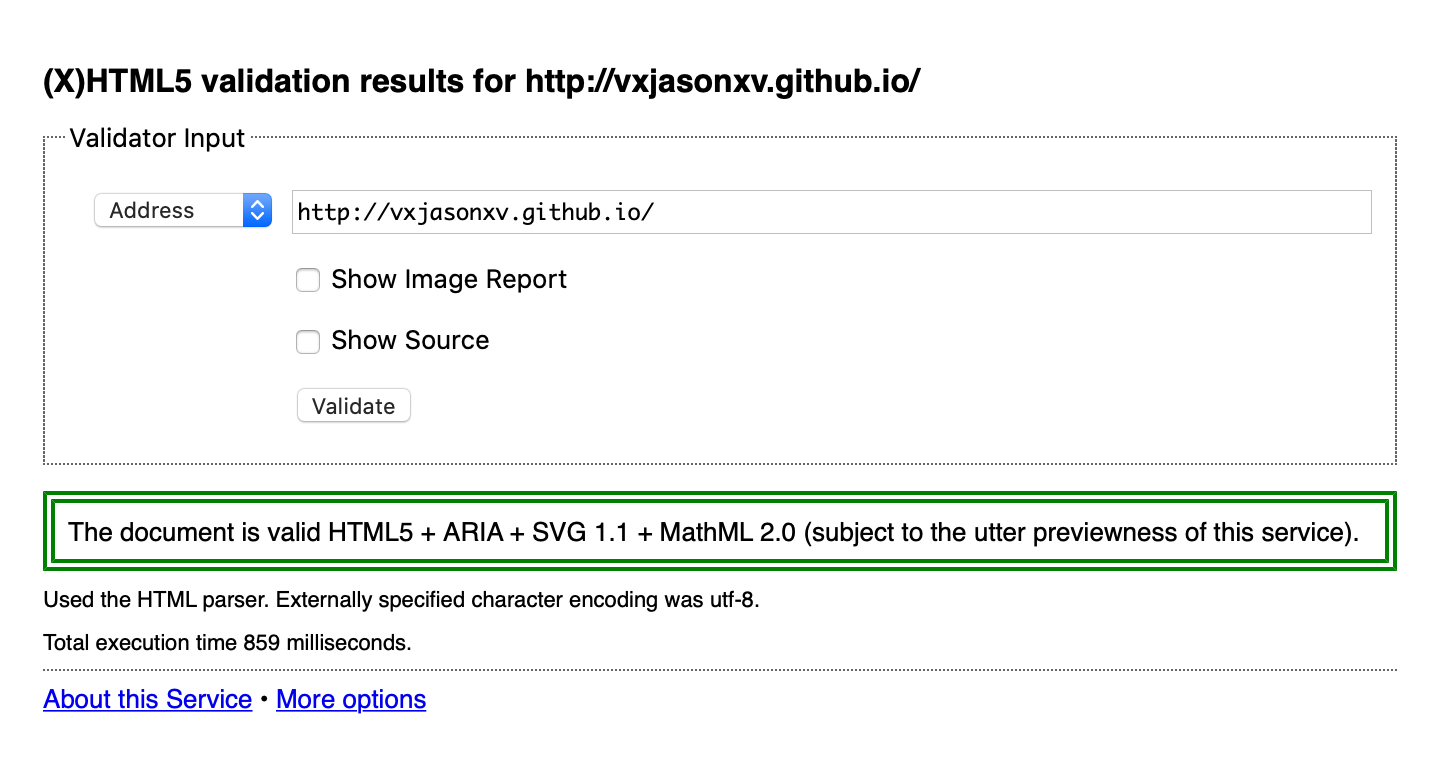 (X)HTML5 validation results for http://vxjasonxv.github.io/
Validator Input
Address http://vxjasonxv.github.io/
Show Image Report
Show Source
Validate
The document is valid HTML5 + ARIA + SVG 1.1 + MathML 2.0 (subject to the utter previewness of this service).
Used the HTML parser. Externally specified character encoding was utf-8.
Total execution time 859 milliseconds.
About this Service • More options